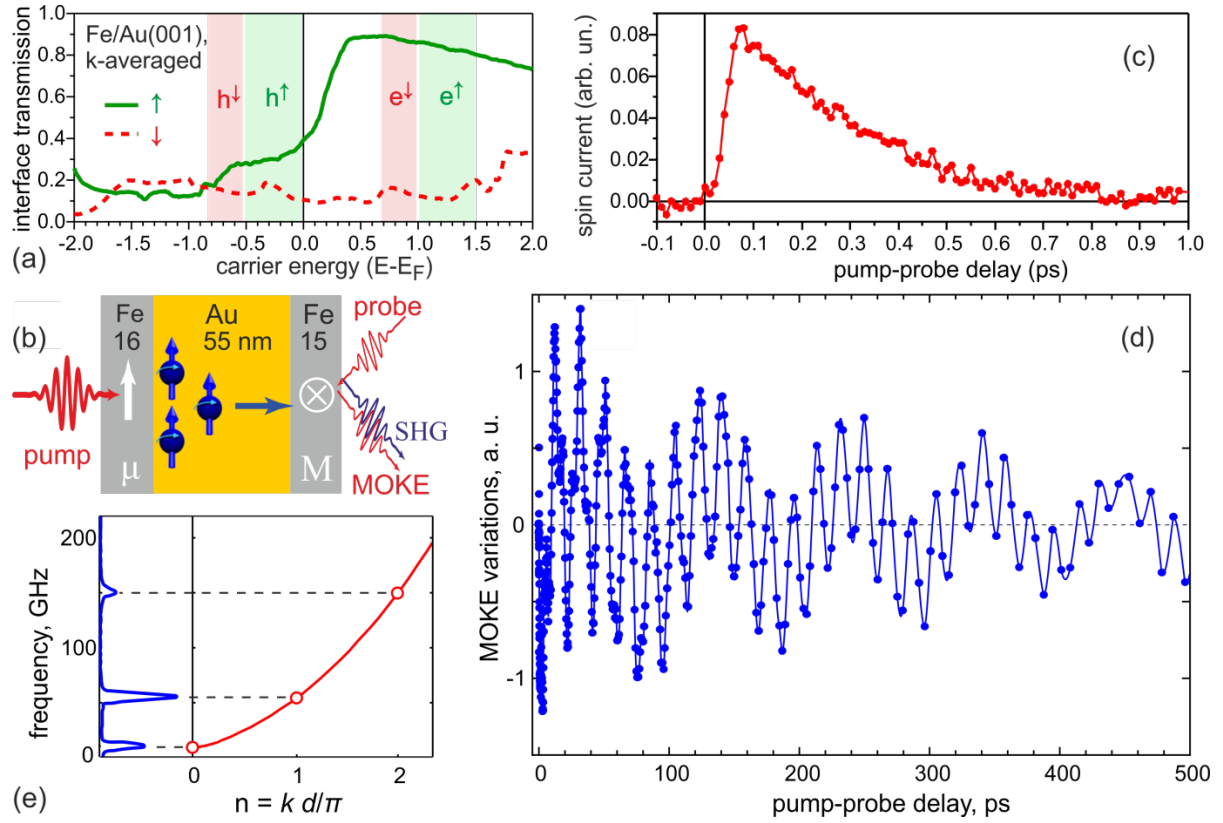 Fe/Au(001),
k-averaged
↑
↓
h↓ h↑ e↓ e↑
interface transmission
1.0
0.8
0.6
0.4
0.2
0.0
-2.0 -1.5 -1.0 -0.5 0.0 0.5 1.0 1.5 2.0
carrier energy (E-EF)
(a)
(c)
spin current (arb. un.)
0.08
0.06
0.04
0.02
0.00
-0.1 0.0 0.1 0.2 0.3 0.4 0.5 0.6 0.7 0.8 0.9 1.0
pump-probe delay (ps)
(b)
Fe Au Fe
16 55 nm 15
probe
pump
μ M
SHG
MOKE
(d)
MOKE variations, a. u.
1
0
-1
0 100 200 300 400 500
pump-probe delay, ps
frequency, GHz
200
100
0
0 1 2
n = k d/π
(e)